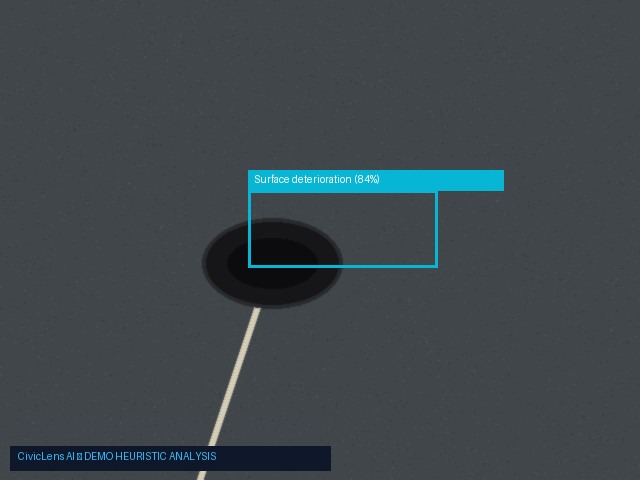 Surface deterioration (84%)
CivicLens AI □ DEMO HEURISTIC ANALYSIS